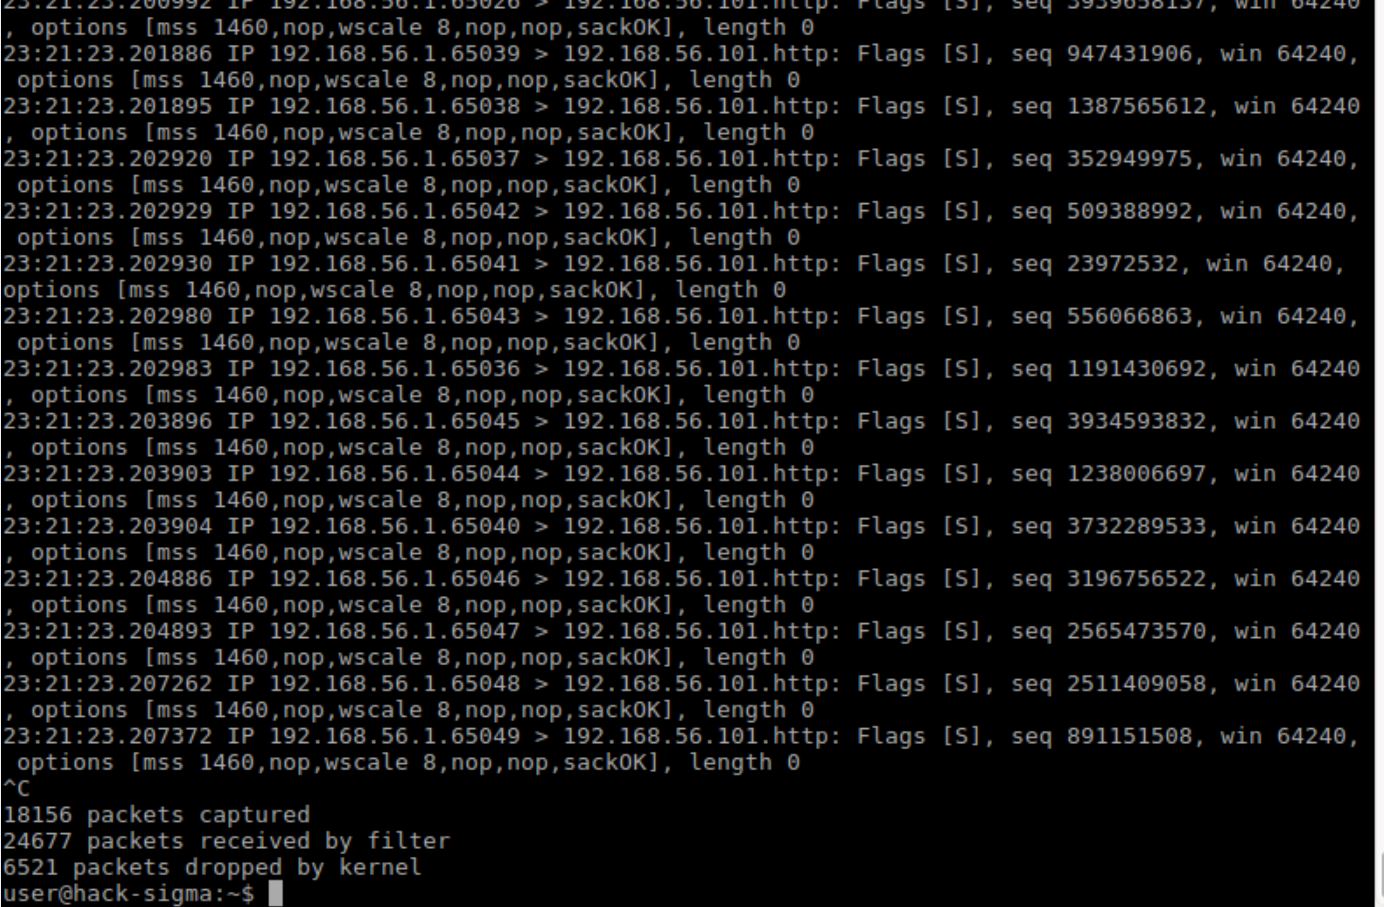 23:21:23.200992 IP 192.168.56.1.65026 > 192.168.56.101.http: Flags [S], seq 3939658137, win 64240
, options [mss 1460,nop,wscale 8,nop,nop,sackOK], length 0
23:21:23.201886 IP 192.168.56.1.65039 > 192.168.56.101.http: Flags [S], seq 947431906, win 64240,
 options [mss 1460,nop,wscale 8,nop,nop,sackOK], length 0
23:21:23.201895 IP 192.168.56.1.65038 > 192.168.56.101.http: Flags [S], seq 1387565612, win 64240
, options [mss 1460,nop,wscale 8,nop,nop,sackOK], length 0
23:21:23.202920 IP 192.168.56.1.65037 > 192.168.56.101.http: Flags [S], seq 352949975, win 64240,
 options [mss 1460,nop,wscale 8,nop,nop,sackOK], length 0
23:21:23.202929 IP 192.168.56.1.65042 > 192.168.56.101.http: Flags [S], seq 509388992, win 64240,
 options [mss 1460,nop,wscale 8,nop,nop,sackOK], length 0
23:21:23.202930 IP 192.168.56.1.65041 > 192.168.56.101.http: Flags [S], seq 23972532, win 64240,
options [mss 1460,nop,wscale 8,nop,nop,sackOK], length 0
23:21:23.202980 IP 192.168.56.1.65043 > 192.168.56.101.http: Flags [S], seq 556066863, win 64240,
 options [mss 1460,nop,wscale 8,nop,nop,sackOK], length 0
23:21:23.202983 IP 192.168.56.1.65036 > 192.168.56.101.http: Flags [S], seq 1191430692, win 64240
, options [mss 1460,nop,wscale 8,nop,nop,sackOK], length 0
23:21:23.203896 IP 192.168.56.1.65045 > 192.168.56.101.http: Flags [S], seq 3934593832, win 64240
, options [mss 1460,nop,wscale 8,nop,nop,sackOK], length 0
23:21:23.203903 IP 192.168.56.1.65044 > 192.168.56.101.http: Flags [S], seq 1238006697, win 64240
, options [mss 1460,nop,wscale 8,nop,nop,sackOK], length 0
23:21:23.203904 IP 192.168.56.1.65040 > 192.168.56.101.http: Flags [S], seq 3732289533, win 64240
, options [mss 1460,nop,wscale 8,nop,nop,sackOK], length 0
23:21:23.204886 IP 192.168.56.1.65046 > 192.168.56.101.http: Flags [S], seq 3196756522, win 64240
, options [mss 1460,nop,wscale 8,nop,nop,sackOK], length 0
23:21:23.204893 IP 192.168.56.1.65047 > 192.168.56.101.http: Flags [S], seq 2565473570, win 64240
, options [mss 1460,nop,wscale 8,nop,nop,sackOK], length 0
23:21:23.207262 IP 192.168.56.1.65048 > 192.168.56.101.http: Flags [S], seq 2511409058, win 64240
, options [mss 1460,nop,wscale 8,nop,nop,sackOK], length 0
23:21:23.207372 IP 192.168.56.1.65049 > 192.168.56.101.http: Flags [S], seq 891151508, win 64240,
 options [mss 1460,nop,wscale 8,nop,nop,sackOK], length 0
^C
18156 packets captured
24677 packets received by filter
6521 packets dropped by kernel
user@hack-sigma:~$